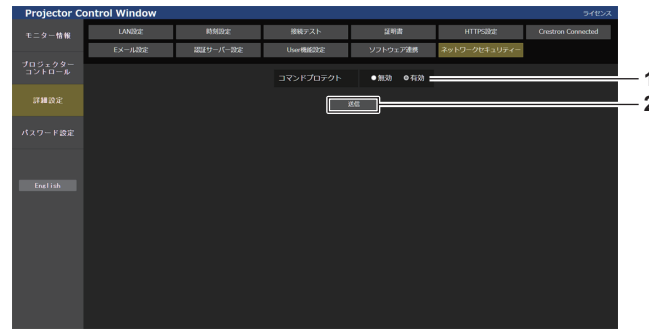 Projector Control Window
ライセンス
モニター情報
プロジェクター
コントロール
詳細設定
パスワード設定
English
LAN設定
時刻設定
接続テスト
証明書
HTTPS設定
Crestron Connected
Eメール設定
認証サーバー設定
User機能設定
ソフトウェア連携
ネットワークセキュリティー
コマンドプロテクト
無効
有効
1
送信
2